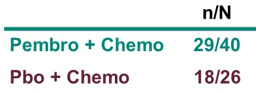 n/N
Pembro + Chemo 29/40
Pbo + Chemo 18/26